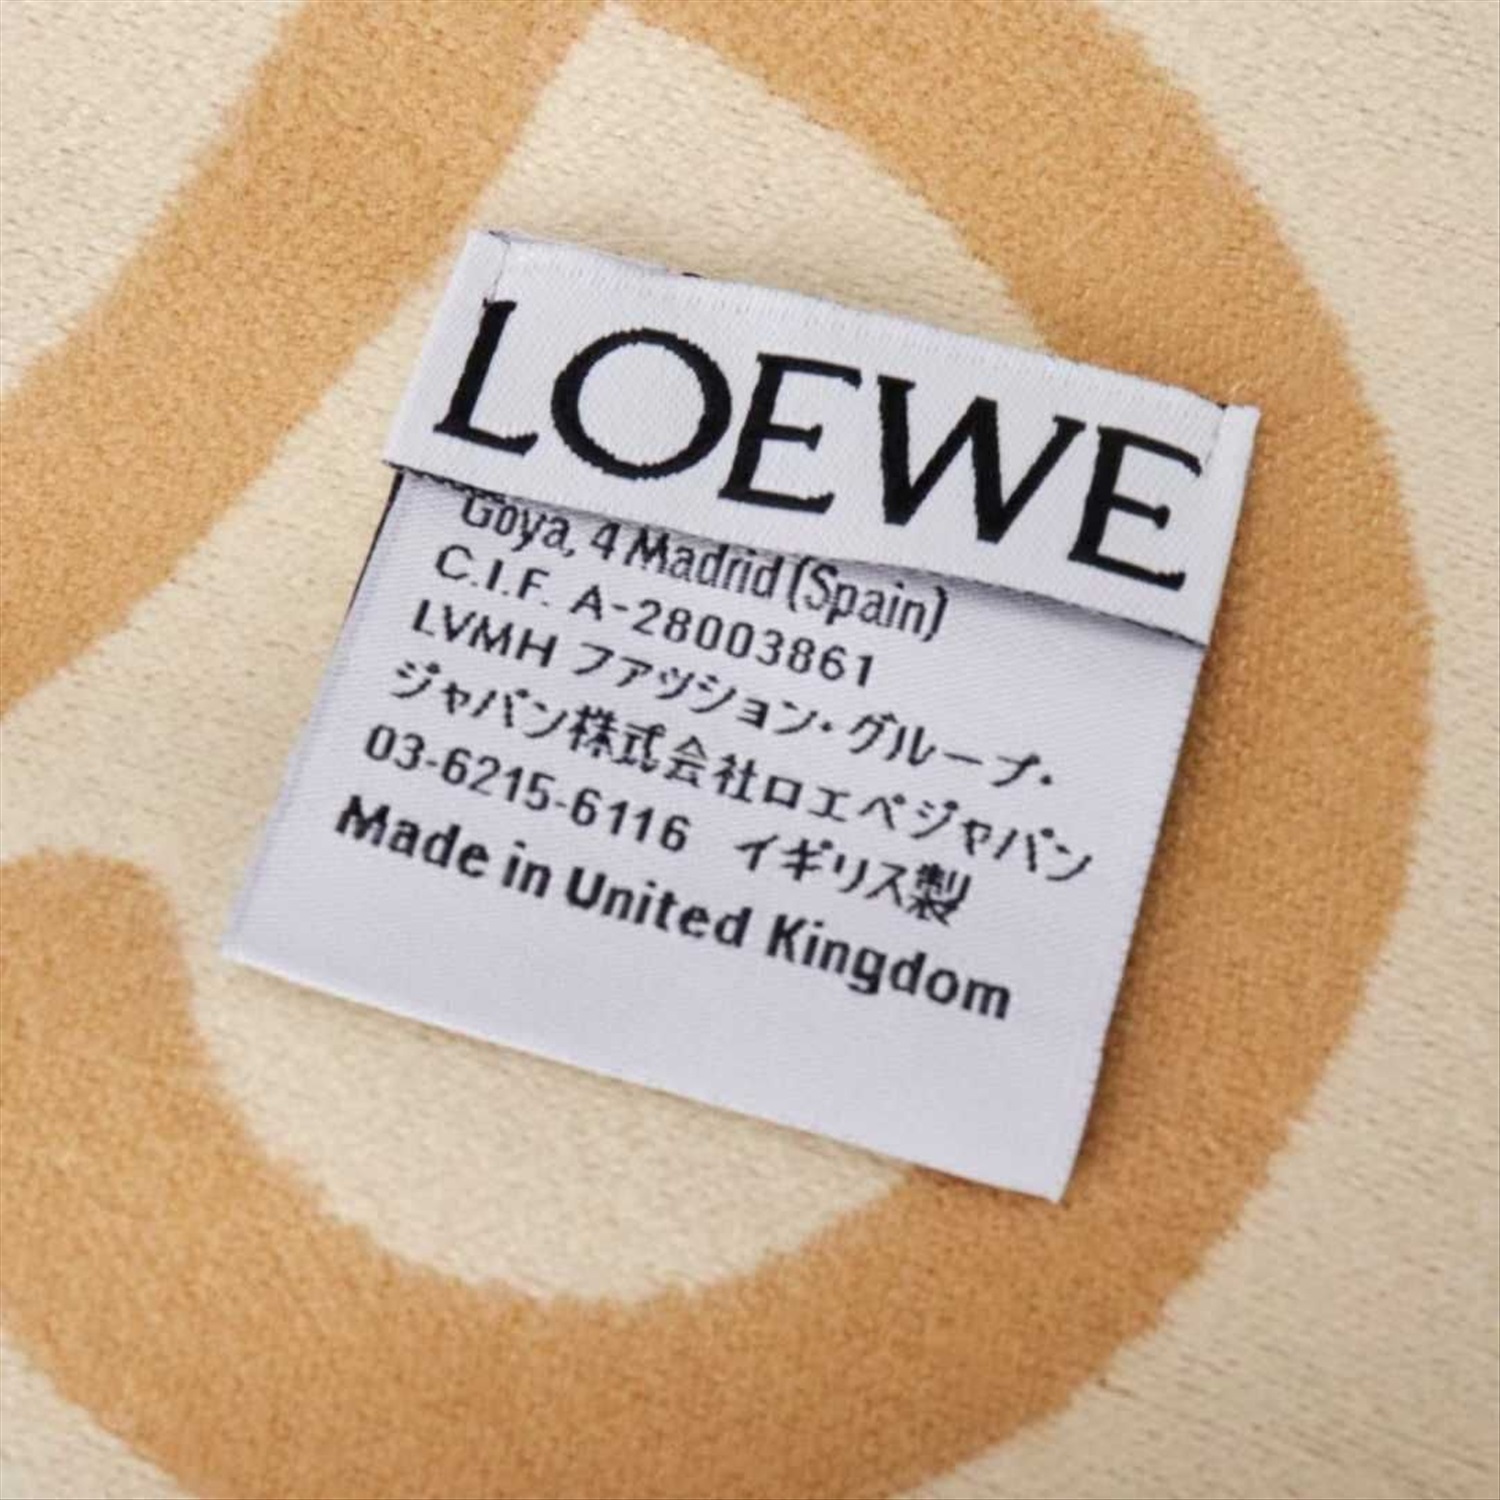 LOEWE
Goya, 4 Madrid (Spain)
C.I.F. A-28003861
LVMH ファッション・グループ・
ジャパン株式会社ロエベジャパン
03-6215-6116 イギリス製
Made in United Kingdom